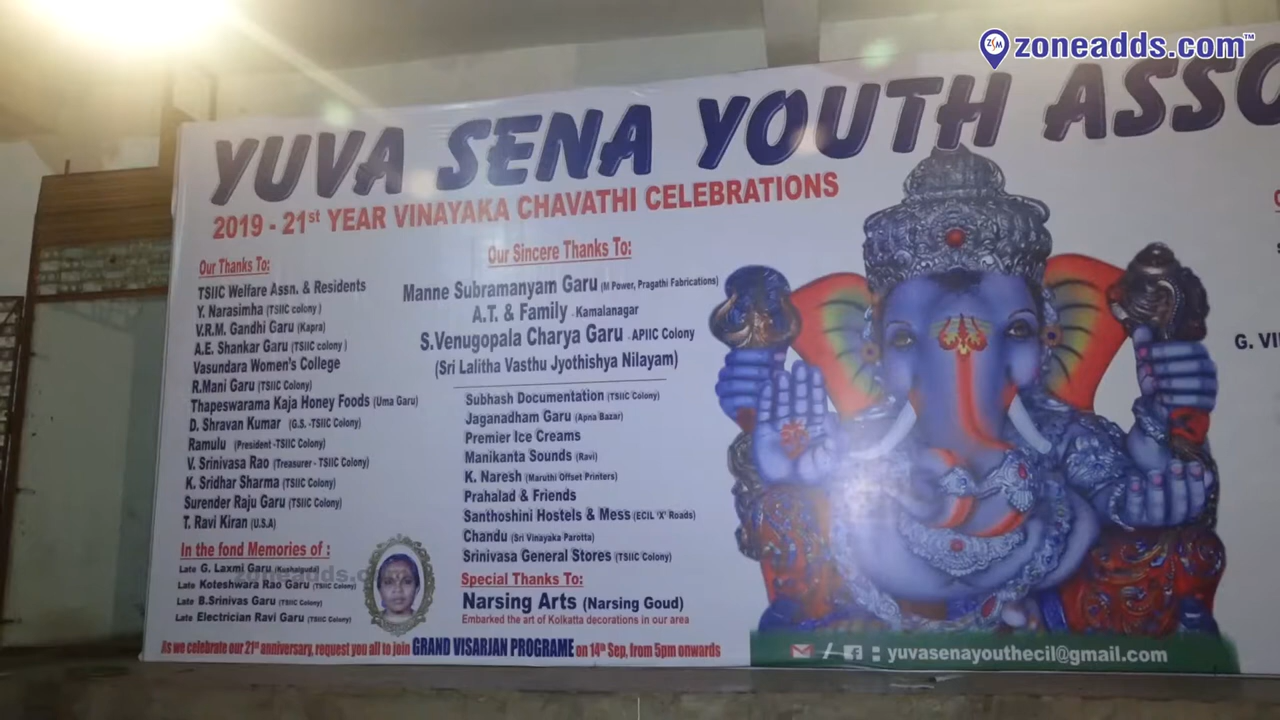 zoneadds.com™
YUVA SENA YOUTH ASSO
2019 - 21st YEAR VINAYAKA CHAVATHI CELEBRATIONS
Our Thanks To:
TSIIC Welfare Assn. & Residents
Y. Narasimha (TSIIC colony)
V.R.M. Gandhi Garu (Kapra)
A.E. Shankar Garu (TSIIC colony)
Vasundara Women's College
R.Mani Garu (TSIIC Colony)
Thapeswarama Kaja Honey Foods (Uma Garu)
D. Shravan Kumar (G.S. -TSIIC Colony)
Ramulu (President -TSIIC Colony)
V. Srinivasa Rao (Treasurer - TSIIC Colony)
K. Sridhar Sharma (TSIIC Colony)
Surender Raju Garu (TSIIC Colony)
T. Ravi Kiran (U.S.A)
In the fond Memories of :
Late G. Laxmi Garu (Kushaiguda)
Late Koteshwara Rao Garu (TSIIC Colony)
Late B.Srinivas Garu (TSIIC Colony)
Late Electrician Ravi Garu (TSIIC Colony)
Our Sincere Thanks To:
Manne Subramanyam Garu (M Power, Pragathi Fabrications)
A.T. & Family - Kamalanagar
S.Venugopala Charya Garu - APIIC Colony
(Sri Lalitha Vasthu Jyothishya Nilayam)
Subhash Documentation (TSIIC Colony)
Jaganadham Garu (Apna Bazar)
Premier Ice Creams
Manikanta Sounds (Ravi)
K. Naresh (Maruthi Offset Printers)
Prahalad & Friends
Santhoshini Hostels & Mess (ECIL 'X' Roads)
Chandu (Sri Vinayaka Parotta)
Srinivasa General Stores (TSIIC Colony)
Special Thanks To:
Narsing Arts (Narsing Goud)
Embarked the art of Kolkatta decorations in our area
As we celebrate our 21st anniversary, request you all to join GRAND VISARJAN PROGRAME on 14th Sep, from 5pm onwards
/ f : yuvasenayouthecil@gmail.com
G. VI